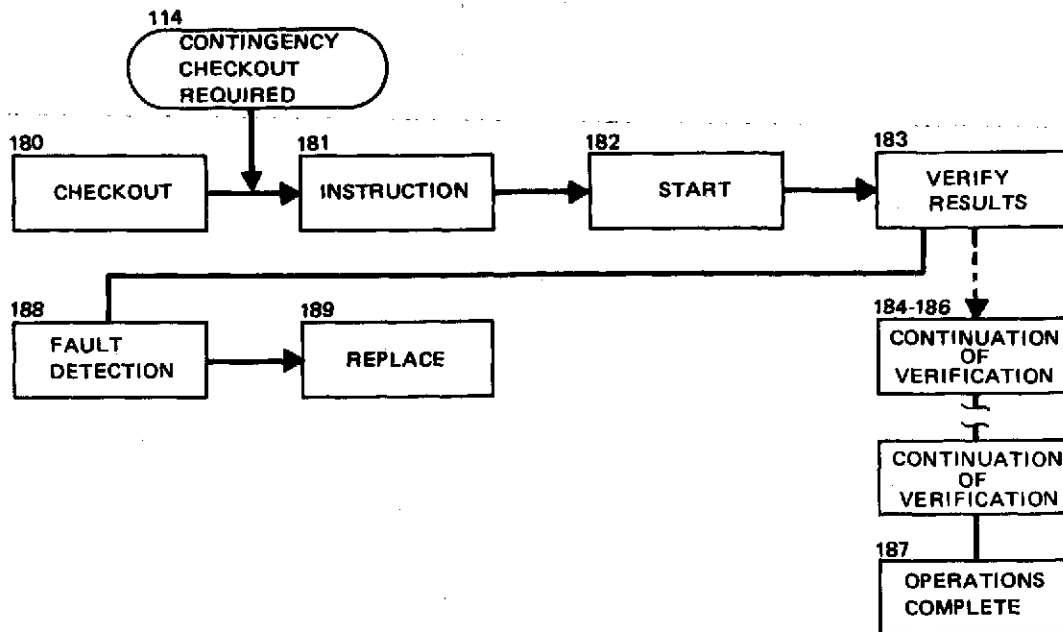 114
CONTINGENCY
CHECKOUT
REQUIRED
180
CHECKOUT
181
INSTRUCTION
182
START
183
VERIFY
RESULTS
188
FAULT
DETECTION
189
REPLACE
184-186
CONTINUATION
OF
VERIFICATION
CONTINUATION
OF
VERIFICATION
187
OPERATIONS
COMPLETE